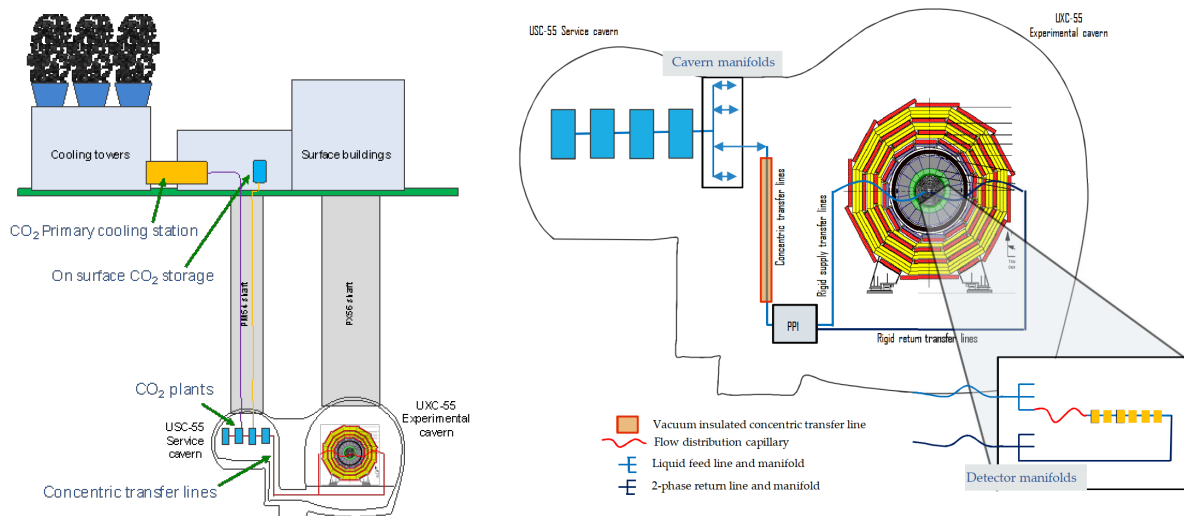 Cooling towers
Surface buildings
CO₂ Primary cooling station
On surface CO₂ storage
PM54 shaft
PX56 shaft
CO₂ plants
USC-55
Service
cavern
UXC-55
Experimental
cavern
Concentric transfer lines
USC-55 Service cavern
UXC-55
Experimental cavern
Cavern manifolds
Concentric transfer lines
Rigid supply transfer lines
PP1
Rigid return transfer lines
Vacuum insulated concentric transfer line
Flow distribution capillary
Liquid feed line and manifold
2-phase return line and manifold
Detector manifolds